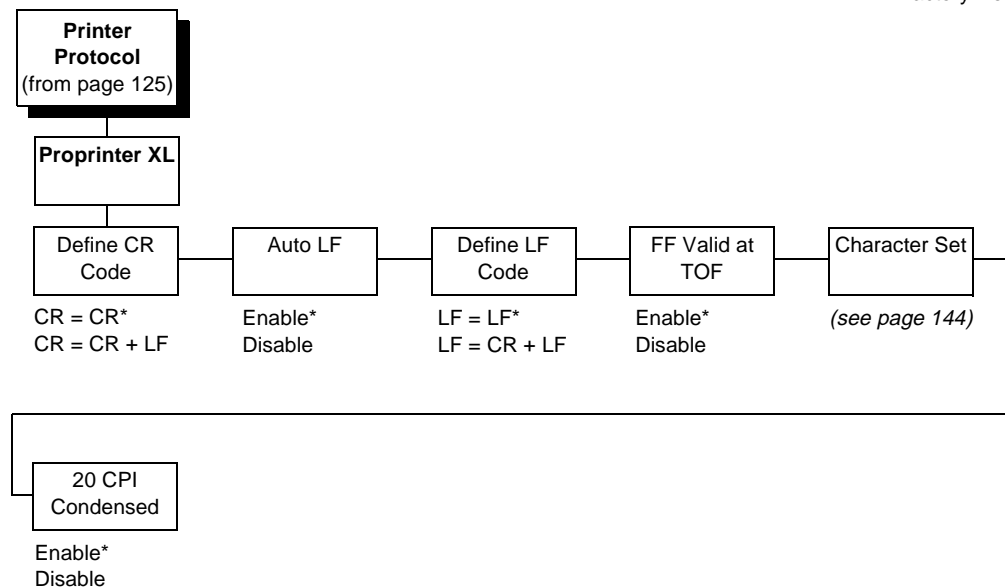 Printer
Protocol
(from page 125)
Proprinter XL
Define CR
Code
CR = CR*
CR = CR + LF
Auto LF
Enable*
Disable
Define LF
Code
LF = LF*
LF = CR + LF
FF Valid at
TOF
Enable*
Disable
Character Set
(see page 144)
20 CPI
Condensed
Enable*
Disable